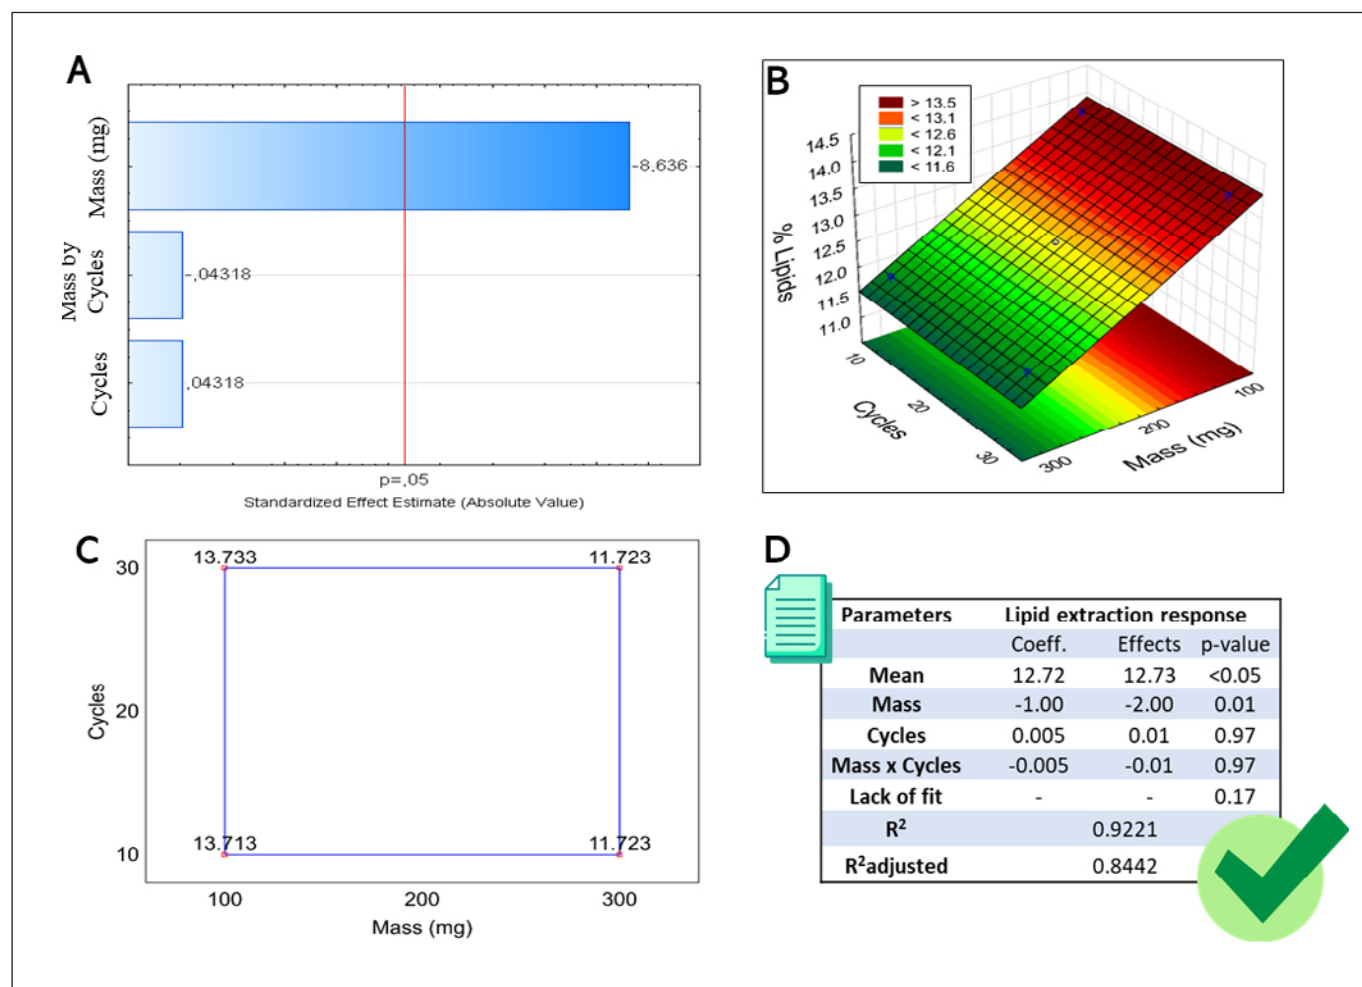 A
Mass (mg)
-8.636
Mass by
Cycles
-,04318
Cycles
,04318
p=,05
Standardized Effect Estimate (Absolute Value)
B
> 13.5
< 13.1
< 12.6
< 12.1
< 11.6
14.5
14.0
13.5
13.0
12.5
12.0
11.5
11.0
% Lipids
10
20
30
Cycles
300
200
100
Mass (mg)
C
13.733 11.723
30
20
10
Cycles
13.713 11.723
100 200 300
Mass (mg)
D
Parameters Lipid extraction response
Coeff. Effects p-value
Mean 12.72 12.73 <0.05
Mass -1.00 -2.00 0.01
Cycles 0.005 0.01 0.97
Mass x Cycles -0.005 -0.01 0.97
Lack of fit - - 0.17
R² 0.9221
R²adjusted 0.8442